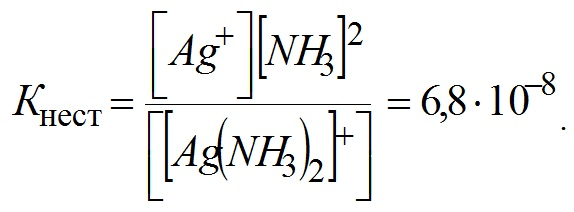 K_нест = [Ag⁺][NH₃]² / [[Ag(NH₃)₂]⁺] = 6,8·10⁻⁸.